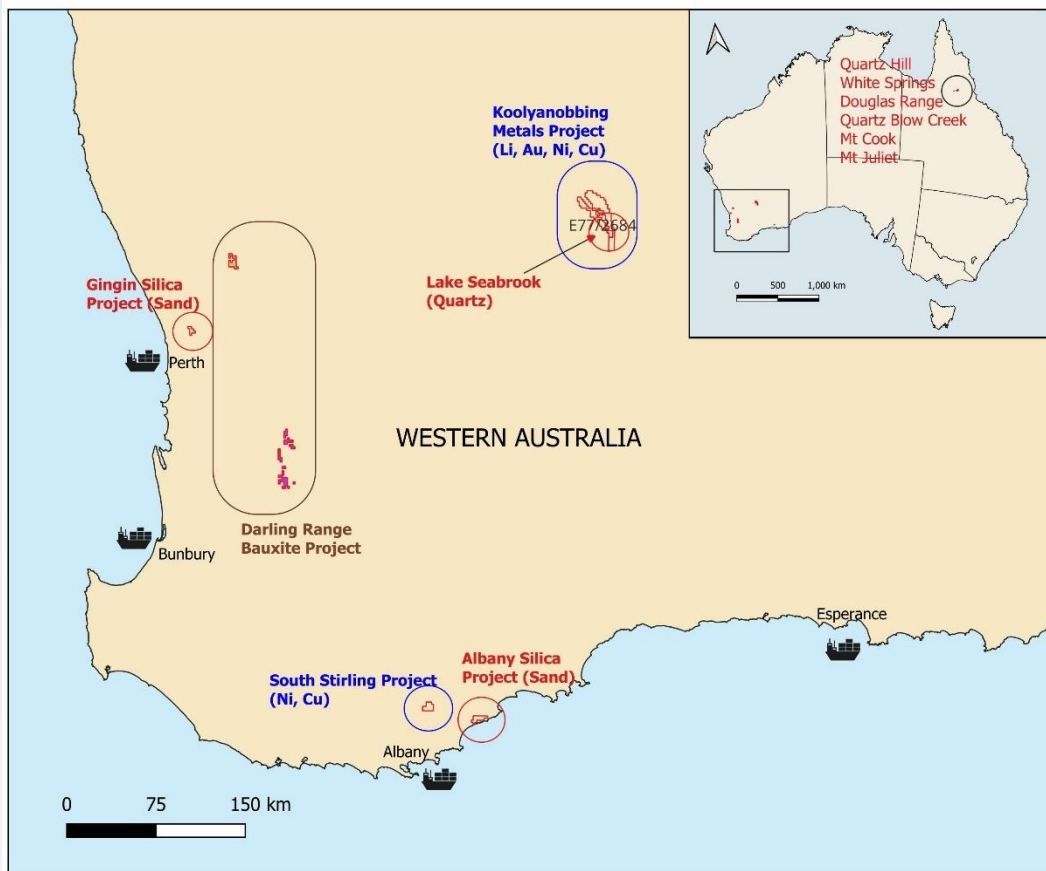 Quartz Hill
White Springs
Douglas Range
Quartz Blow Creek
Mt Cook
Mt Juliet
0 500 1,000 km
Koolyanobbing
Metals Project
(Li, Au, Ni, Cu)
E77/2684
Lake Seabrook
(Quartz)
Gingin Silica
Project (Sand)
Perth
WESTERN AUSTRALIA
Darling Range
Bauxite Project
Bunbury
Esperance
Albany Silica
Project (Sand)
South Stirling Project
(Ni, Cu)
Albany
0 75 150 km